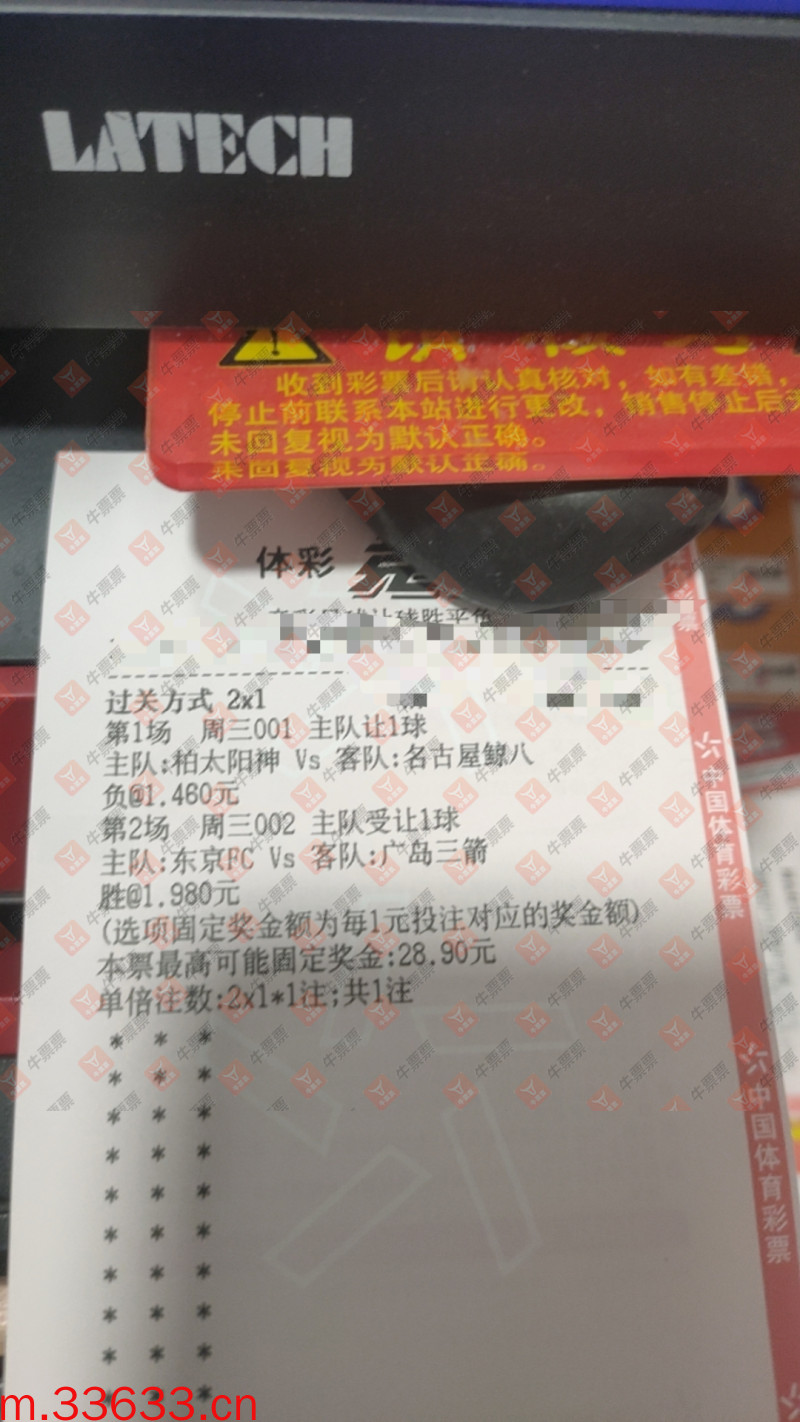 LATECH
收到彩票后请认真核对，如有差错，
停止前联系本站进行更改，销售停止后
未回复视为默认正确。
未回复视为默认正确。
体彩
过关方式 2x1
第1场 周三001 主队让1球
主队:柏太阳神 Vs 客队:名古屋鲸八
负@1.460元
第2场 周三002 主队受让1球
主队:东京FC Vs 客队:广岛三箭
胜@1.980元
(选项固定奖金额为每1元投注对应的奖金额)
本票最高可能固定奖金:28.90元
单倍注数:2x1*1注;共1注
* * *
* * *
* * *
* * *
* * *
* * *
* * *
* * *
* * *
* * *
中国体育彩票
中国体育彩票
牛票票
m.33633.cn